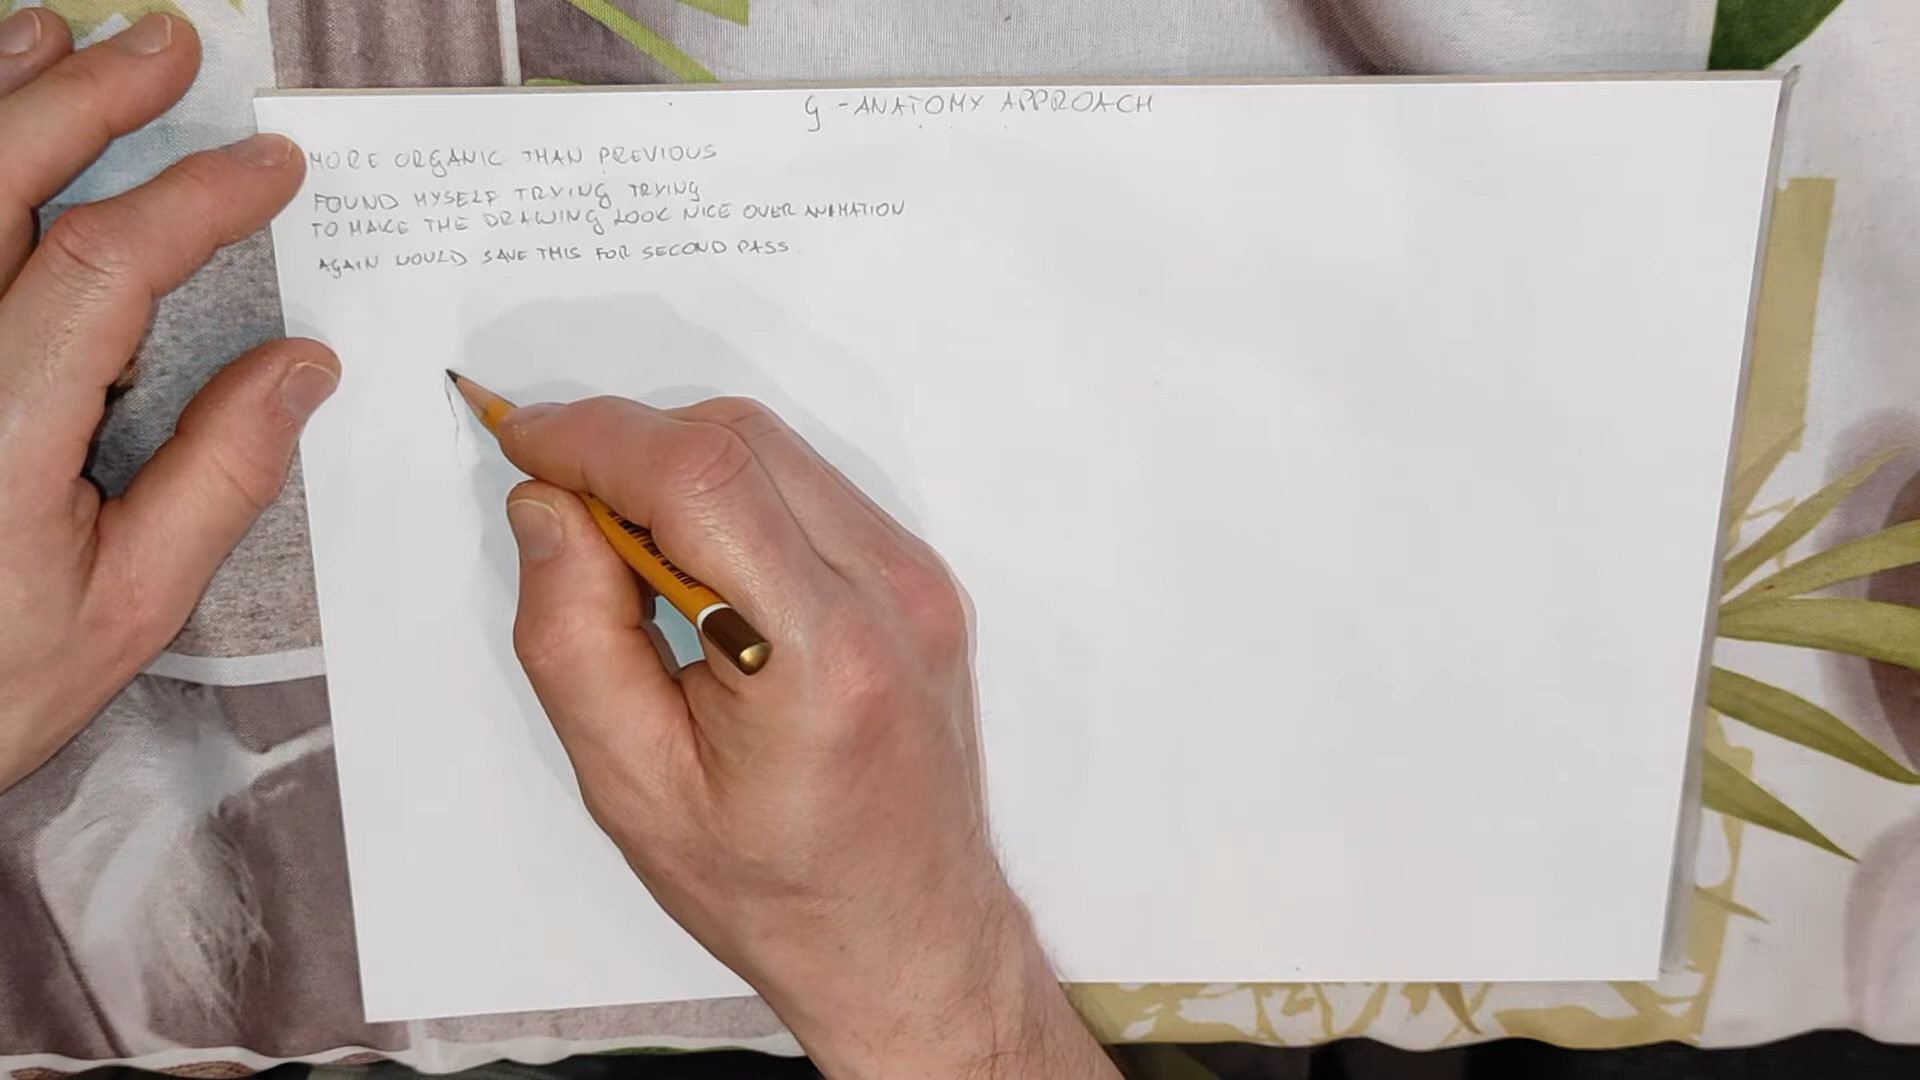 g - ANATOMY APPROACH
MORE ORGANIC THAN PREVIOUS
FOUND MYSELF TRYING TRYING
TO MAKE THE DRAWING LOOK NICE OVER ANIMATION
AGAIN WOULD SAVE THIS FOR SECOND PASS